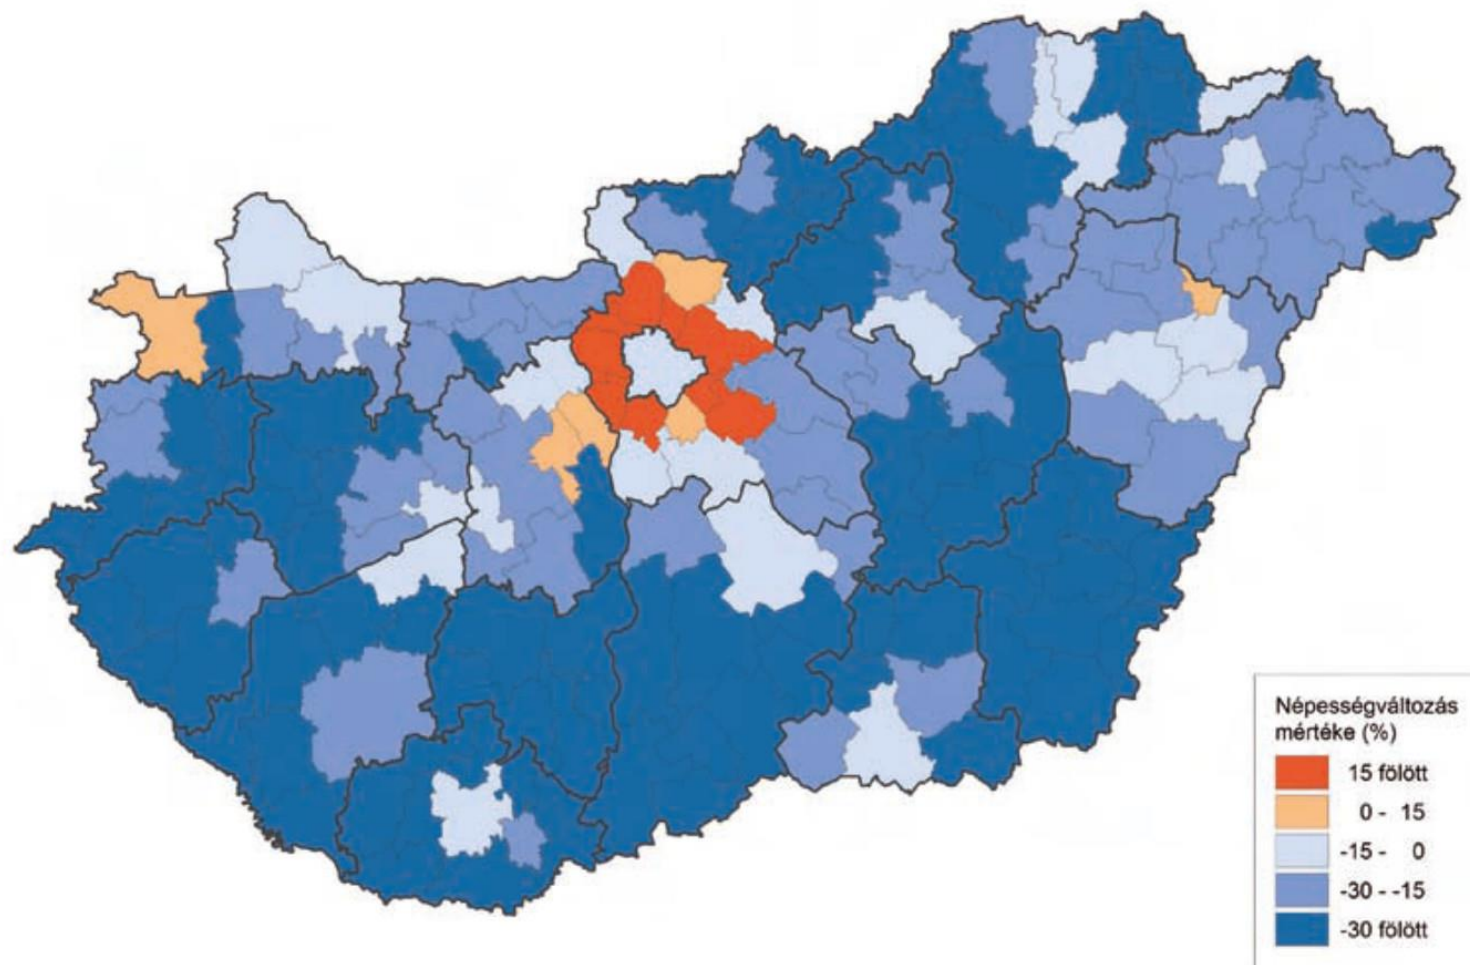 Népességváltozás
mértéke (%)
15 fölött
0 - 15
-15 - 0
-30 - -15
-30 fölött